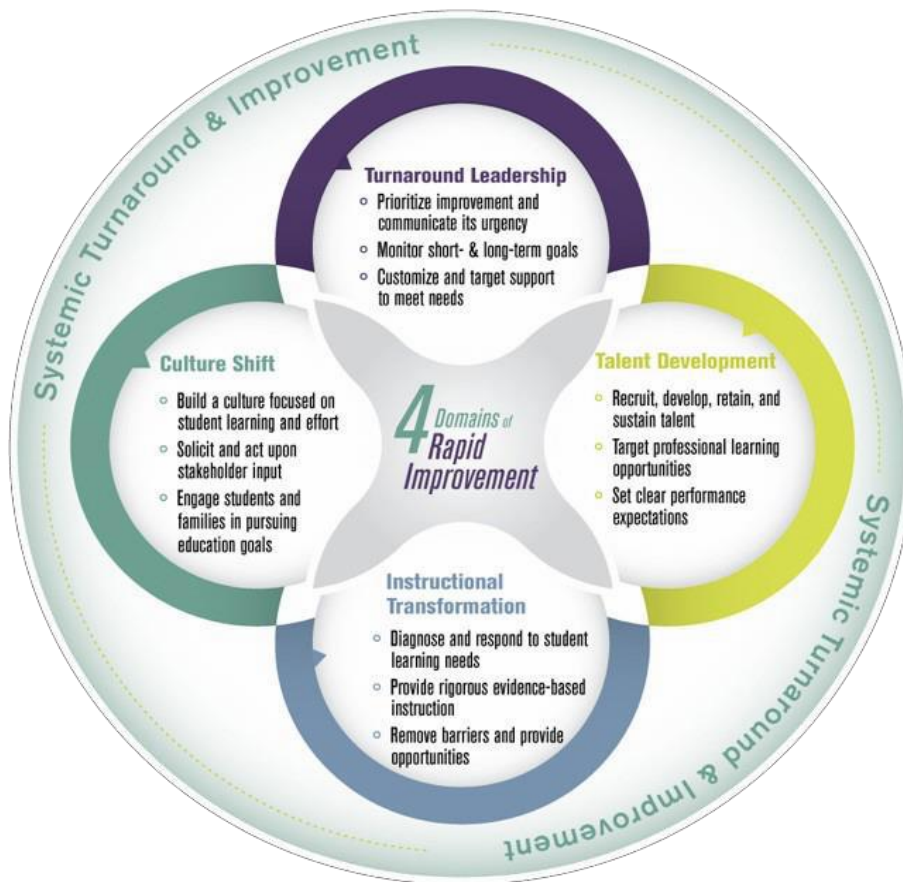 Systemic Turnaround & Improvement
Turnaround Leadership
Prioritize improvement and
communicate its urgency
Monitor short- & long-term goals
Customize and target support
to meet needs
Culture Shift
Build a culture focused on
student learning and effort
Solicit and act upon
stakeholder input
Engage students and
families in pursuing
education goals
4
Domains of
Rapid
Improvement
Talent Development
Recruit, develop, retain, and
sustain talent
Target professional learning
opportunities
Set clear performance
expectations
Instructional
Transformation
Diagnose and respond to student
learning needs
Provide rigorous evidence-based
instruction
Remove barriers and provide
opportunities
Systemic Turnaround & Improvement